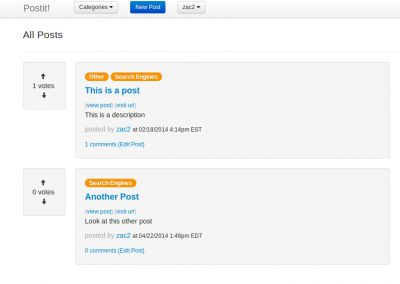 Postit! Categories New Post zac2
All Posts
1 votes
Other Search Engines
This is a post
(view post) (visit url)
This is a description
posted by zac2 at 02/18/2014 4:14pm EST
1 comments (Edit Post)
0 votes
Search Engines
Another Post
(view post) (visit url)
Look at this other post
posted by zac2 at 04/22/2014 1:48pm EDT
0 comments (Edit Post)